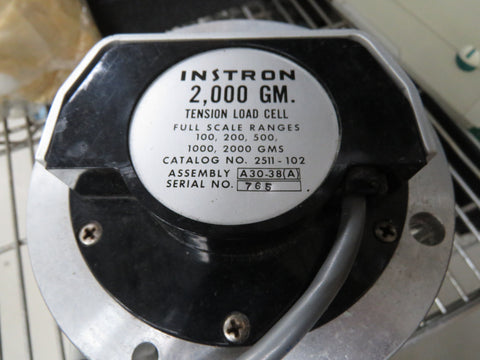 INSTRON
2,000 GM.
TENSION LOAD CELL
FULL SCALE RANGES
100, 200, 500,
1000, 2000 GMS
CATALOG NO. 2511-102
ASSEMBLY A30-38(A)
SERIAL NO. 765